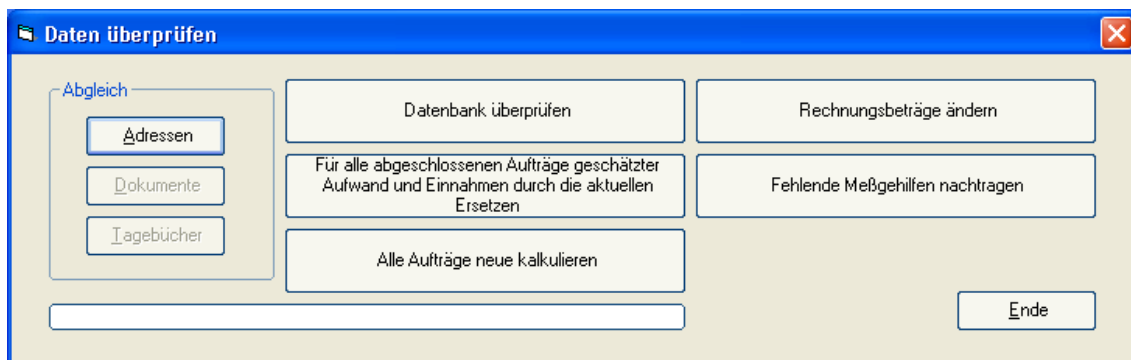 Daten überprüfen
Abgleich
Adressen
Dokumente
Tagebücher
Datenbank überprüfen
Für alle abgeschlossenen Aufträge geschätzter
Aufwand und Einnahmen durch die aktuellen
Ersetzen
Alle Aufträge neue kalkulieren
Rechnungsbeträge ändern
Fehlende Meßgehilfen nachtragen
Ende